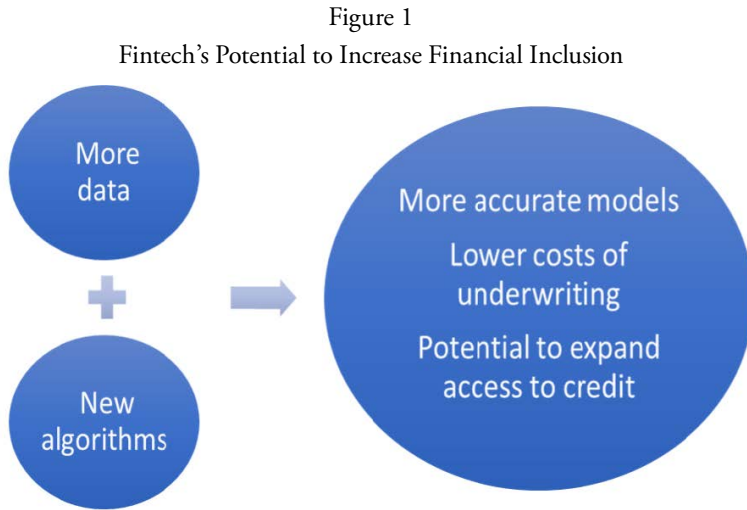 Figure 1
Fintech’s Potential to Increase Financial Inclusion
More
data
New
algorithms
More accurate models
Lower costs of
underwriting
Potential to expand
access to credit